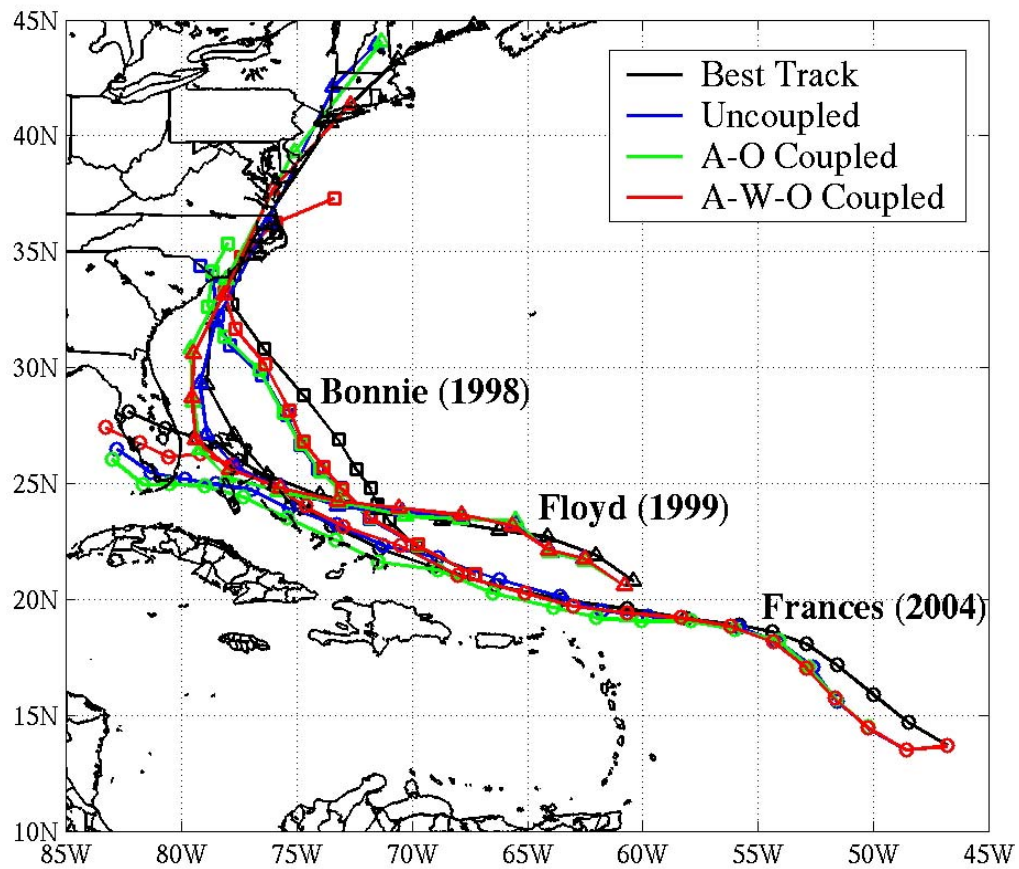 45N
40N
35N
30N
25N
20N
15N
10N
Best Track
Uncoupled
A-O Coupled
A-W-O Coupled
Bonnie (1998)
Floyd (1999)
Frances (2004)
85W 80W 75W 70W 65W 60W 55W 50W 45W